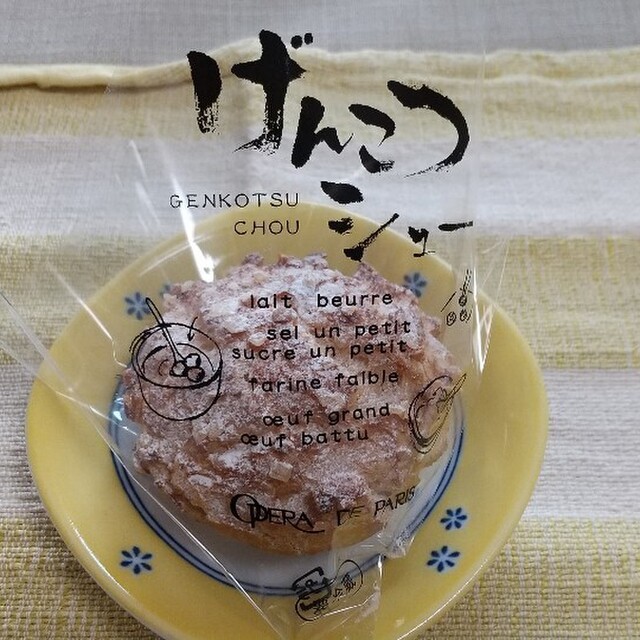 げんこつ
シュー
GENKOTSU
CHOU
lait beurre
sel un petit
sucre un petit
farine faible
œuf grand
œuf battu
OPERA DE PARIS